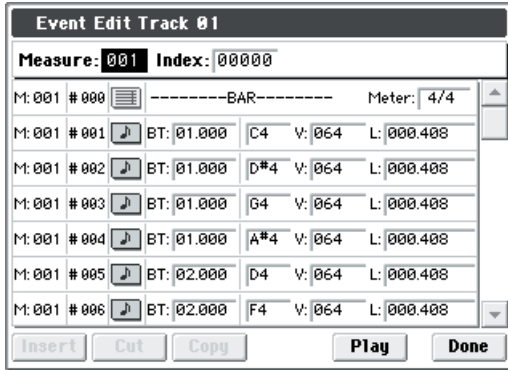 Event Edit Track 01
Measure: 001 Index: 00000
M: 001 # 000 --------BAR-------- Meter: 4/4
M: 001 # 001 BT: 01.000 C4 V: 064 L: 000.408
M: 001 # 002 BT: 01.000 D#4 V: 064 L: 000.408
M: 001 # 003 BT: 01.000 G4 V: 064 L: 000.408
M: 001 # 004 BT: 01.000 A#4 V: 064 L: 000.408
M: 001 # 005 BT: 02.000 D4 V: 064 L: 000.408
M: 001 # 006 BT: 02.000 F4 V: 064 L: 000.408
Insert Cut Copy Play Done